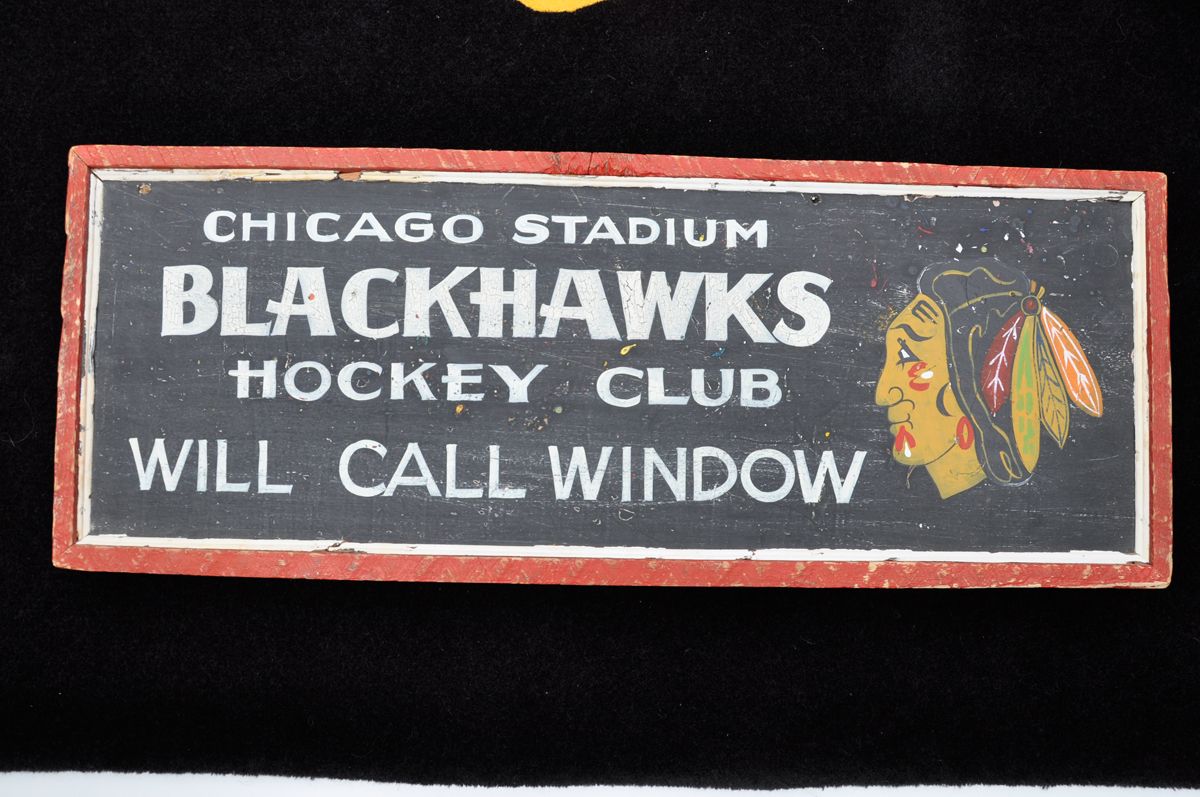 CHICAGO STADIUM
BLACKHAWKS
HOCKEY CLUB
WILL CALL WINDOW